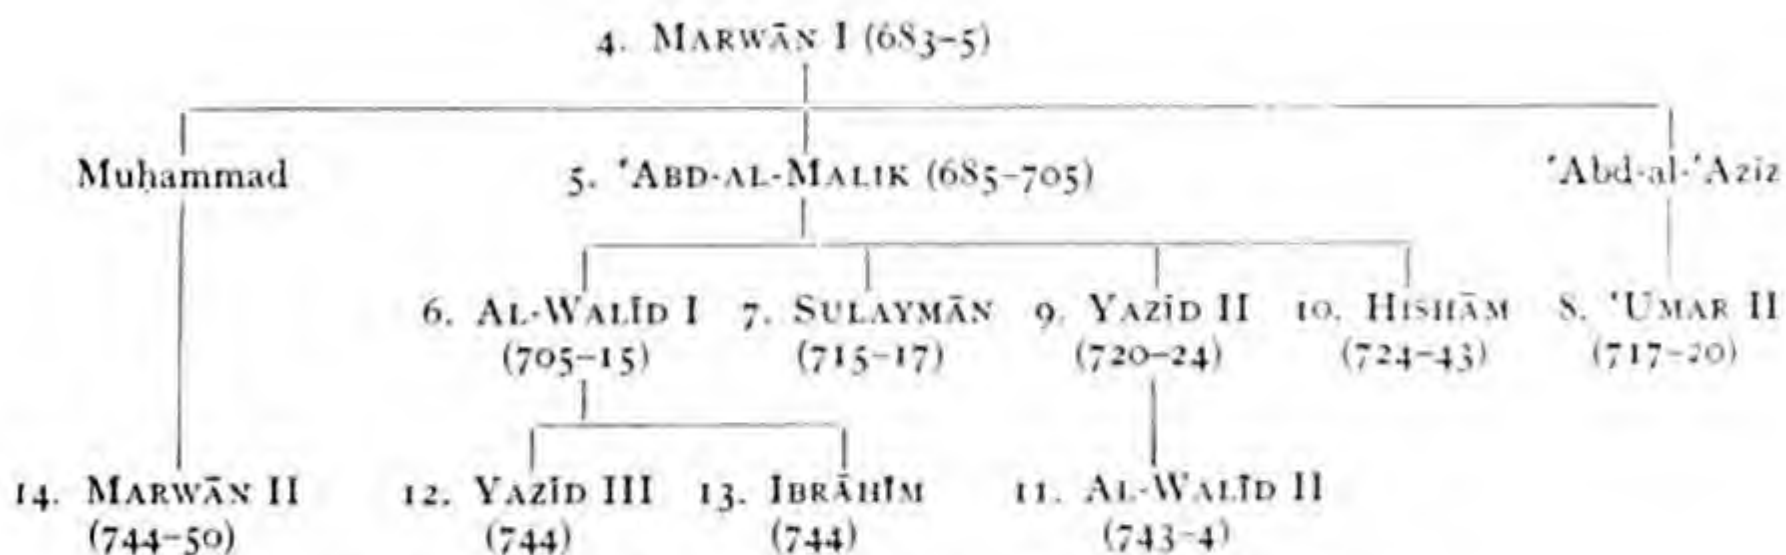 4. MARWĀN I (683–5)
Muḥammad 5. ‘ABD-AL-MALIK (685–705) ‘Abd-al-‘Azīz
6. AL-WALĪD I 7. SULAYMĀN 9. YAZĪD II 10. HISHĀM 8. ‘UMAR II
(705–15) (715–17) (720–24) (724–43) (717–20)
14. MARWĀN II 12. YAZĪD III 13. IBRĀHĪM 11. AL-WALĪD II
(744–50) (744) (744) (743–4)